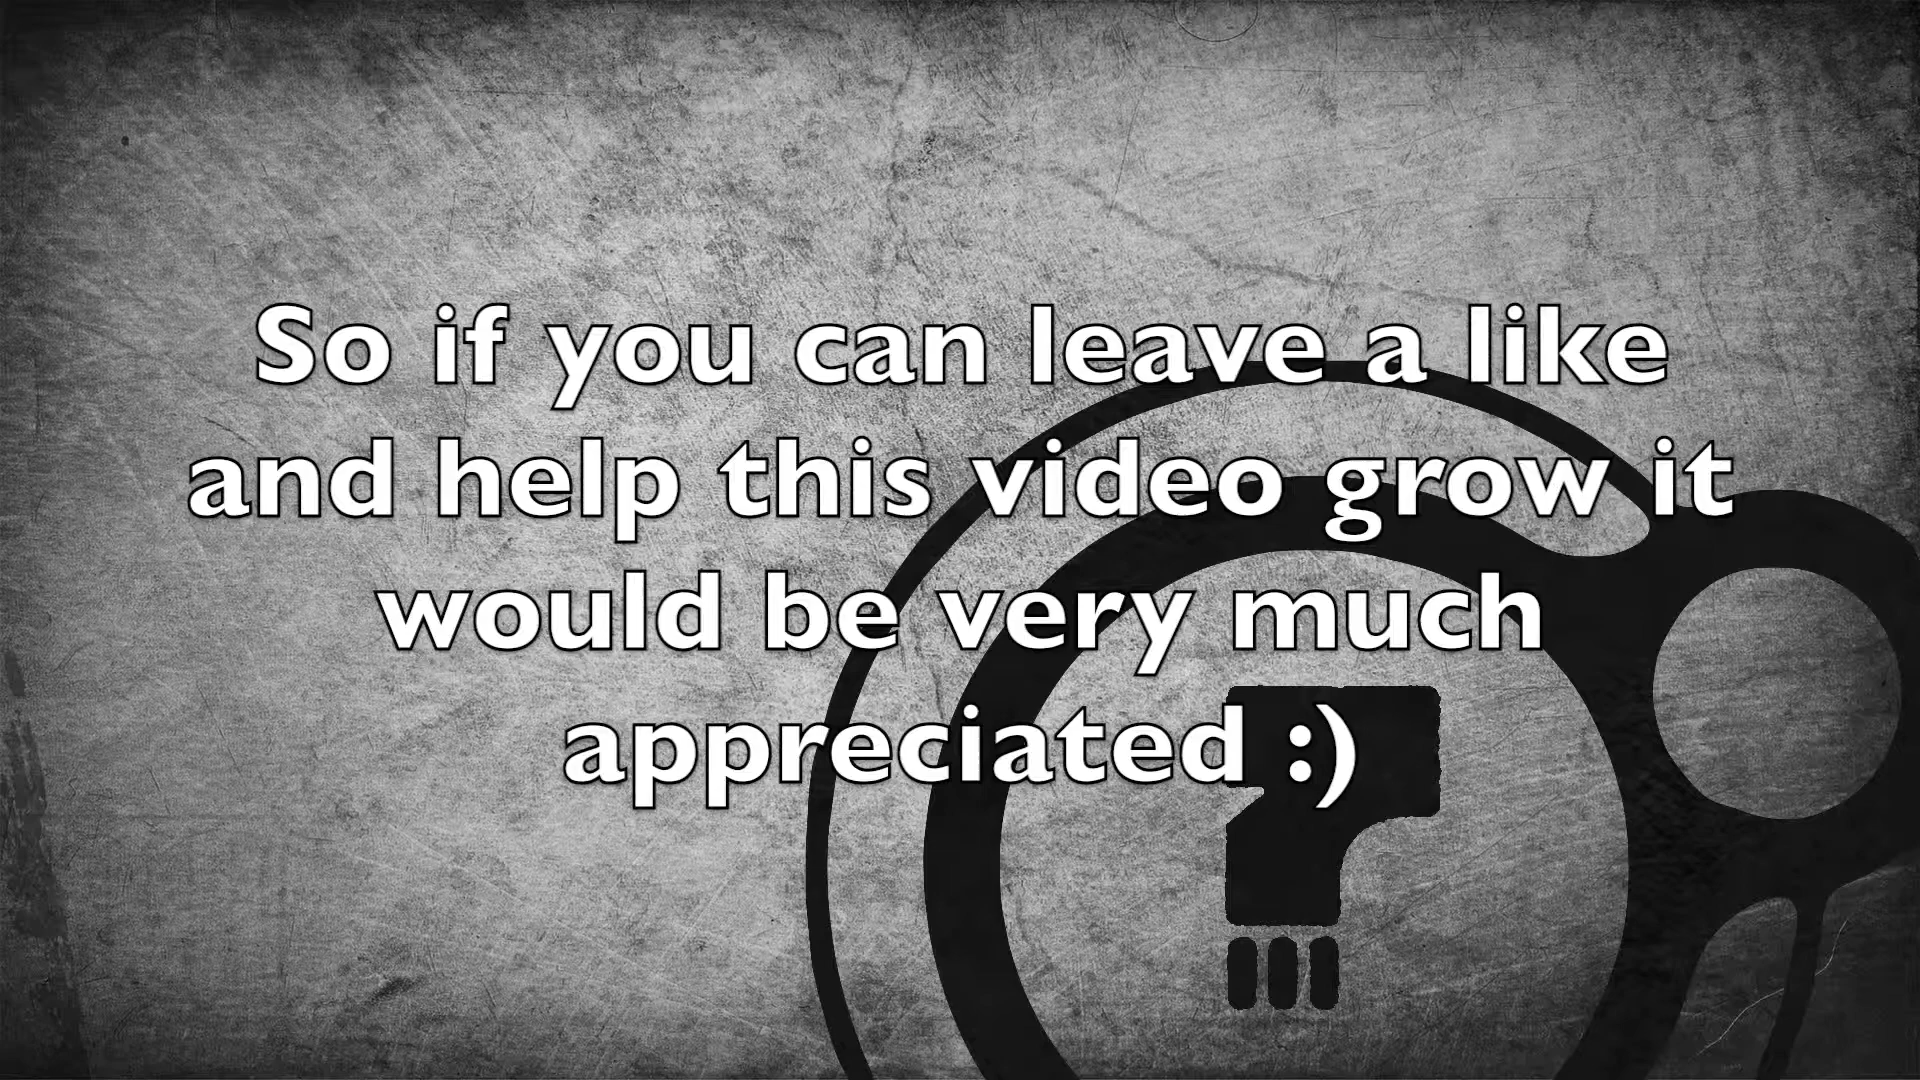 So if you can leave a like
and help this video grow it
would be very much
appreciated :)